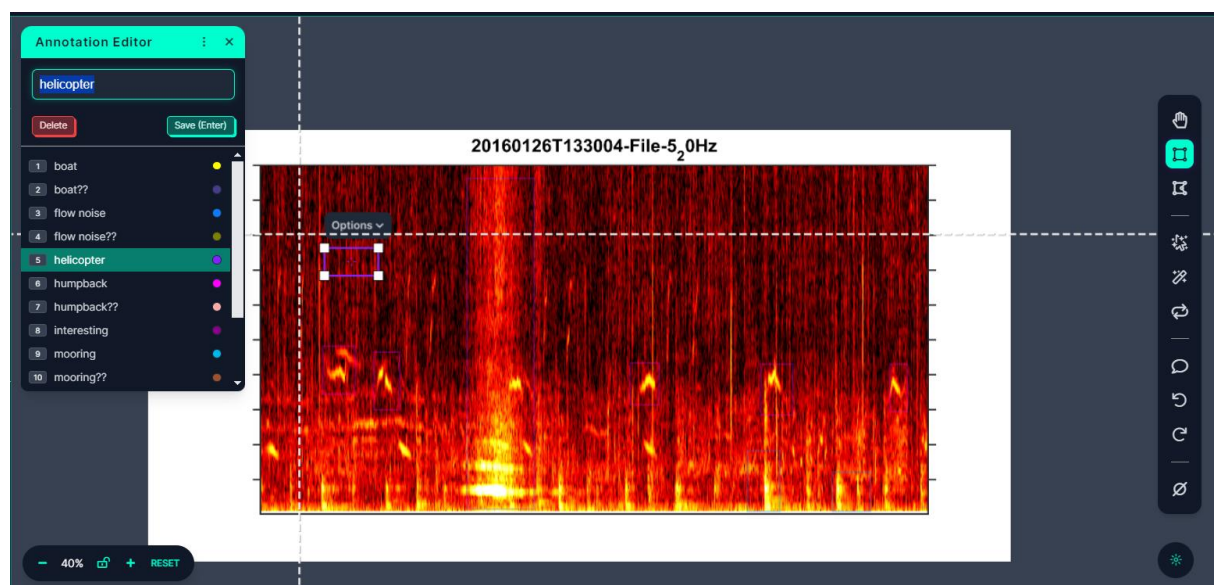 Annotation Editor
helicopter
Delete
Save (Enter)
1 boat
2 boat??
3 flow noise
4 flow noise??
5 helicopter
6 humpback
7 humpback??
8 interesting
9 mooring
10 mooring??
20160126T133004-File-5₂0Hz
Options
40%
RESET